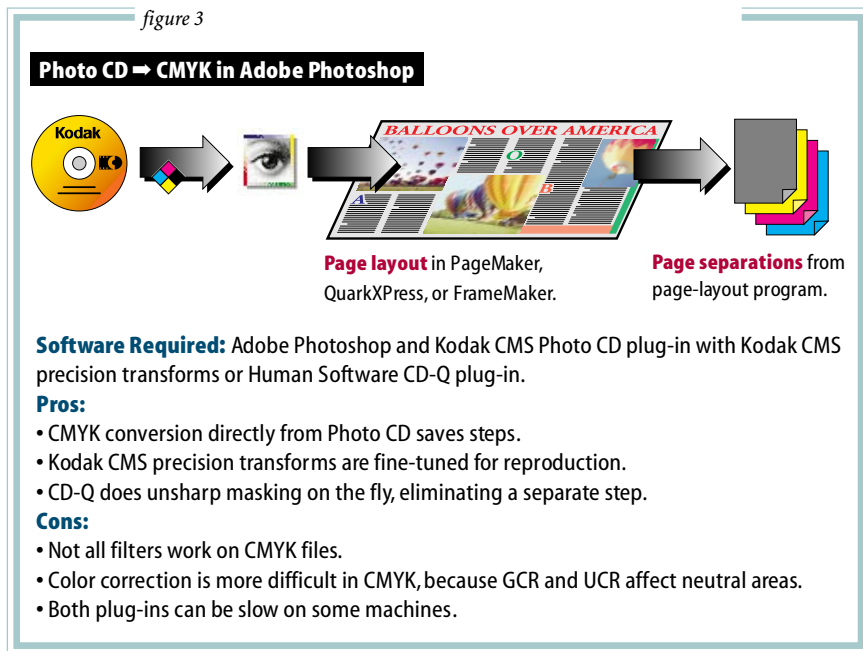 figure 3
Photo CD ➡ CMYK in Adobe Photoshop
Kodak
BALLOONS OVER AMERICA
O
B
A
Page layout in PageMaker,
QuarkXPress, or FrameMaker.
Page separations from
page-layout program.
Software Required: Adobe Photoshop and Kodak CMS Photo CD plug-in with Kodak CMS
precision transforms or Human Software CD-Q plug-in.
Pros:
• CMYK conversion directly from Photo CD saves steps.
• Kodak CMS precision transforms are fine-tuned for reproduction.
• CD-Q does unsharp masking on the fly, eliminating a separate step.
Cons:
• Not all filters work on CMYK files.
• Color correction is more difficult in CMYK, because GCR and UCR affect neutral areas.
• Both plug-ins can be slow on some machines.